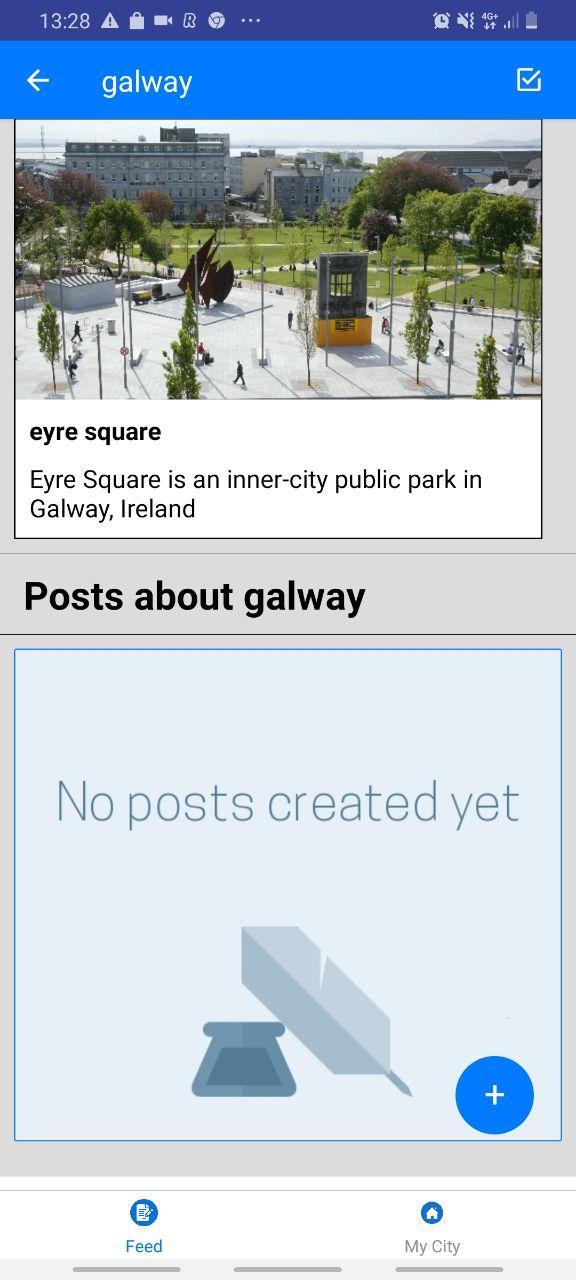 13:28
4G+
galway
eyre square
Eyre Square is an inner-city public park in
Galway, Ireland
Posts about galway
No posts created yet
+
Feed
My City